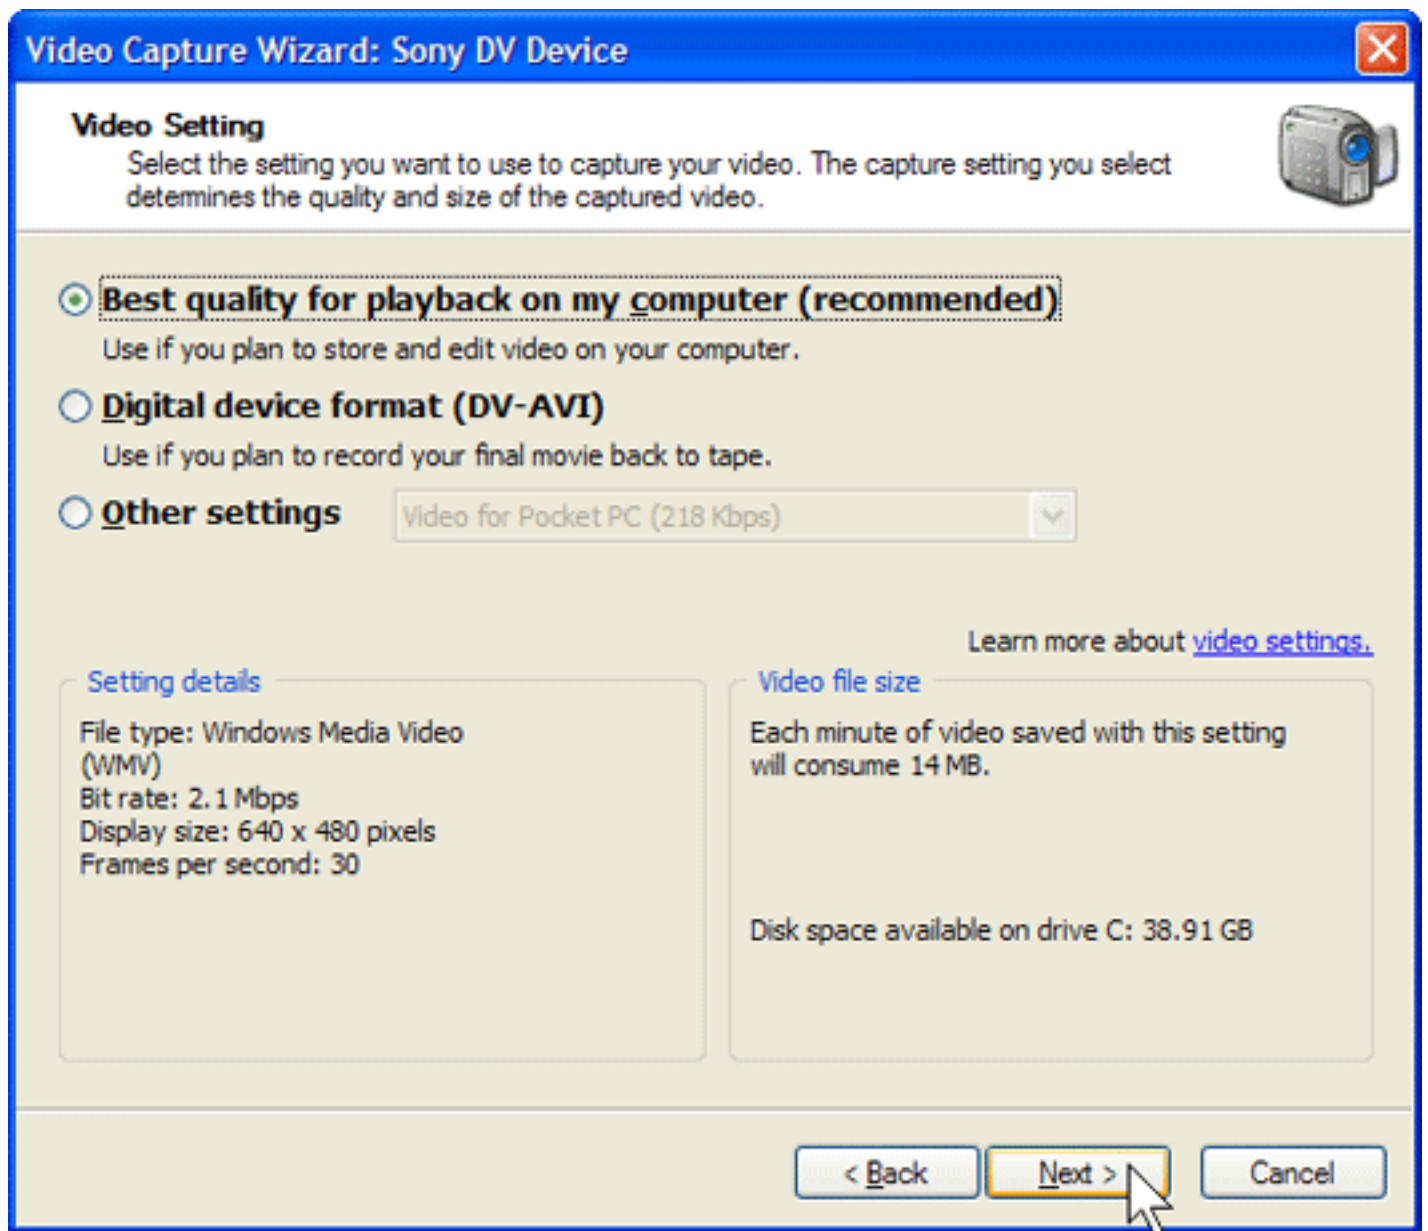 Video Capture Wizard: Sony DV Device
Video Setting
Select the setting you want to use to capture your video. The capture setting you select
determines the quality and size of the captured video.
Best quality for playback on my computer (recommended)
Use if you plan to store and edit video on your computer.
Digital device format (DV-AVI)
Use if you plan to record your final movie back to tape.
Other settings
Video for Pocket PC (218 Kbps)
Learn more about video settings.
Setting details
File type: Windows Media Video
(WMV)
Bit rate: 2.1 Mbps
Display size: 640 x 480 pixels
Frames per second: 30
Video file size
Each minute of video saved with this setting
will consume 14 MB.
Disk space available on drive C: 38.91 GB
< Back
Next >
Cancel